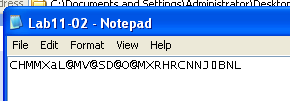 C:\Documents and Settings\Administrator\Desktop
Lab11-02 - Notepad
File Edit Format View Help
CHMMXaL@MV@SD@O@MXRHRCNNJ▯BNL